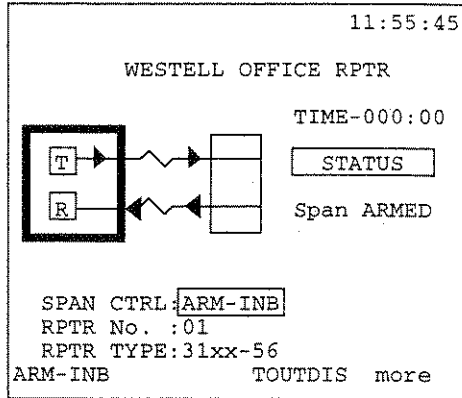 11:55:45
WESTELL OFFICE RPTR
TIME-000:00
T
STATUS
R
Span ARMED
SPAN CTRL:ARM-INB
RPTR No. :01
RPTR TYPE:31xx-56
ARM-INB TOUTDIS more